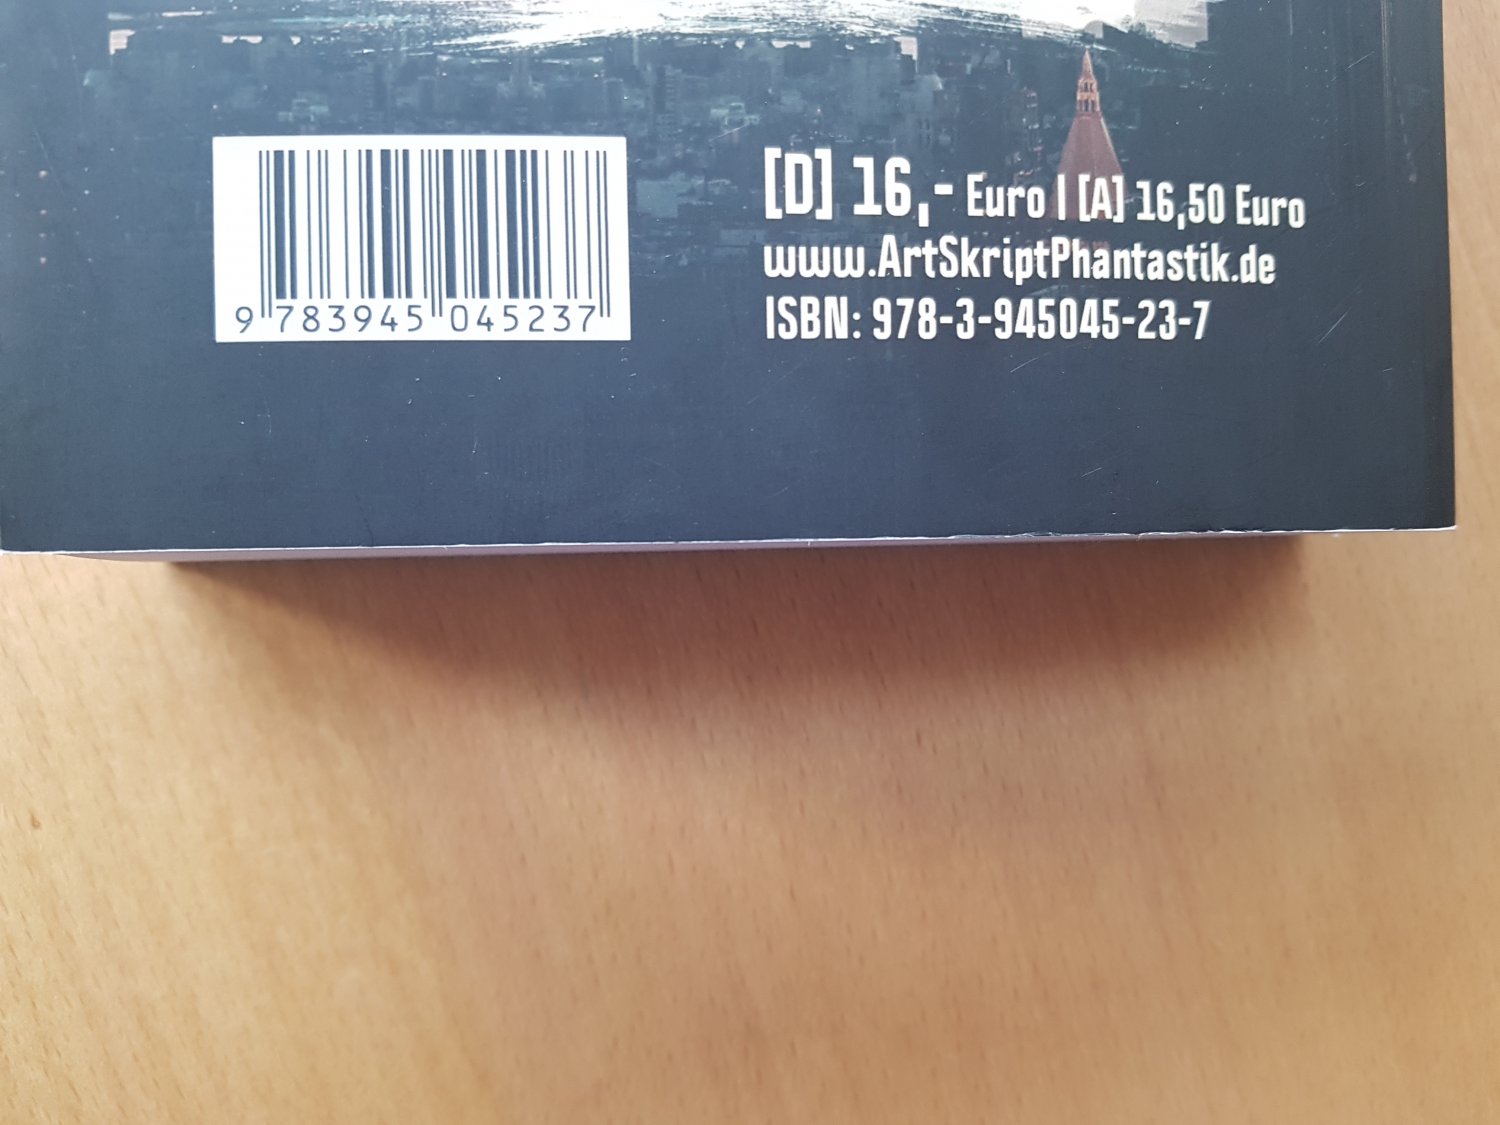 9 783945 045237
[D] 16,- Euro | [A] 16,50 Euro
www.ArtSkriptPhantastik.de
ISBN: 978-3-945045-23-7